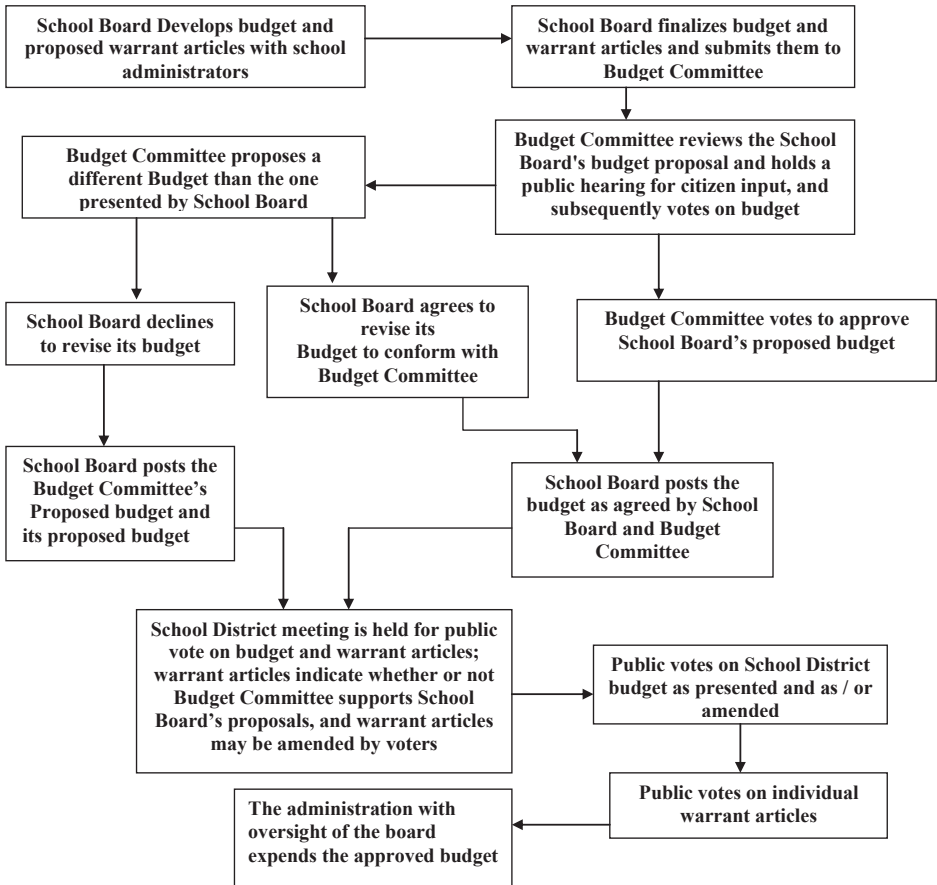 School Board Develops budget and
proposed warrant articles with school
administrators
School Board finalizes budget and
warrant articles and submits them to
Budget Committee
Budget Committee reviews the School
Board's budget proposal and holds a
public hearing for citizen input, and
subsequently votes on budget
Budget Committee proposes a
different Budget than the one
presented by School Board
School Board declines
to revise its budget
School Board agrees to
revise its
Budget to conform with
Budget Committee
Budget Committee votes to approve
School Board’s proposed budget
School Board posts the
Budget Committee’s
Proposed budget and
its proposed budget
School Board posts the
budget as agreed by School
Board and Budget
Committee
School District meeting is held for public
vote on budget and warrant articles;
warrant articles indicate whether or not
Budget Committee supports School
Board’s proposals, and warrant articles
may be amended by voters
Public votes on School District
budget as presented and as / or
amended
Public votes on individual
warrant articles
The administration with
oversight of the board
expends the approved budget